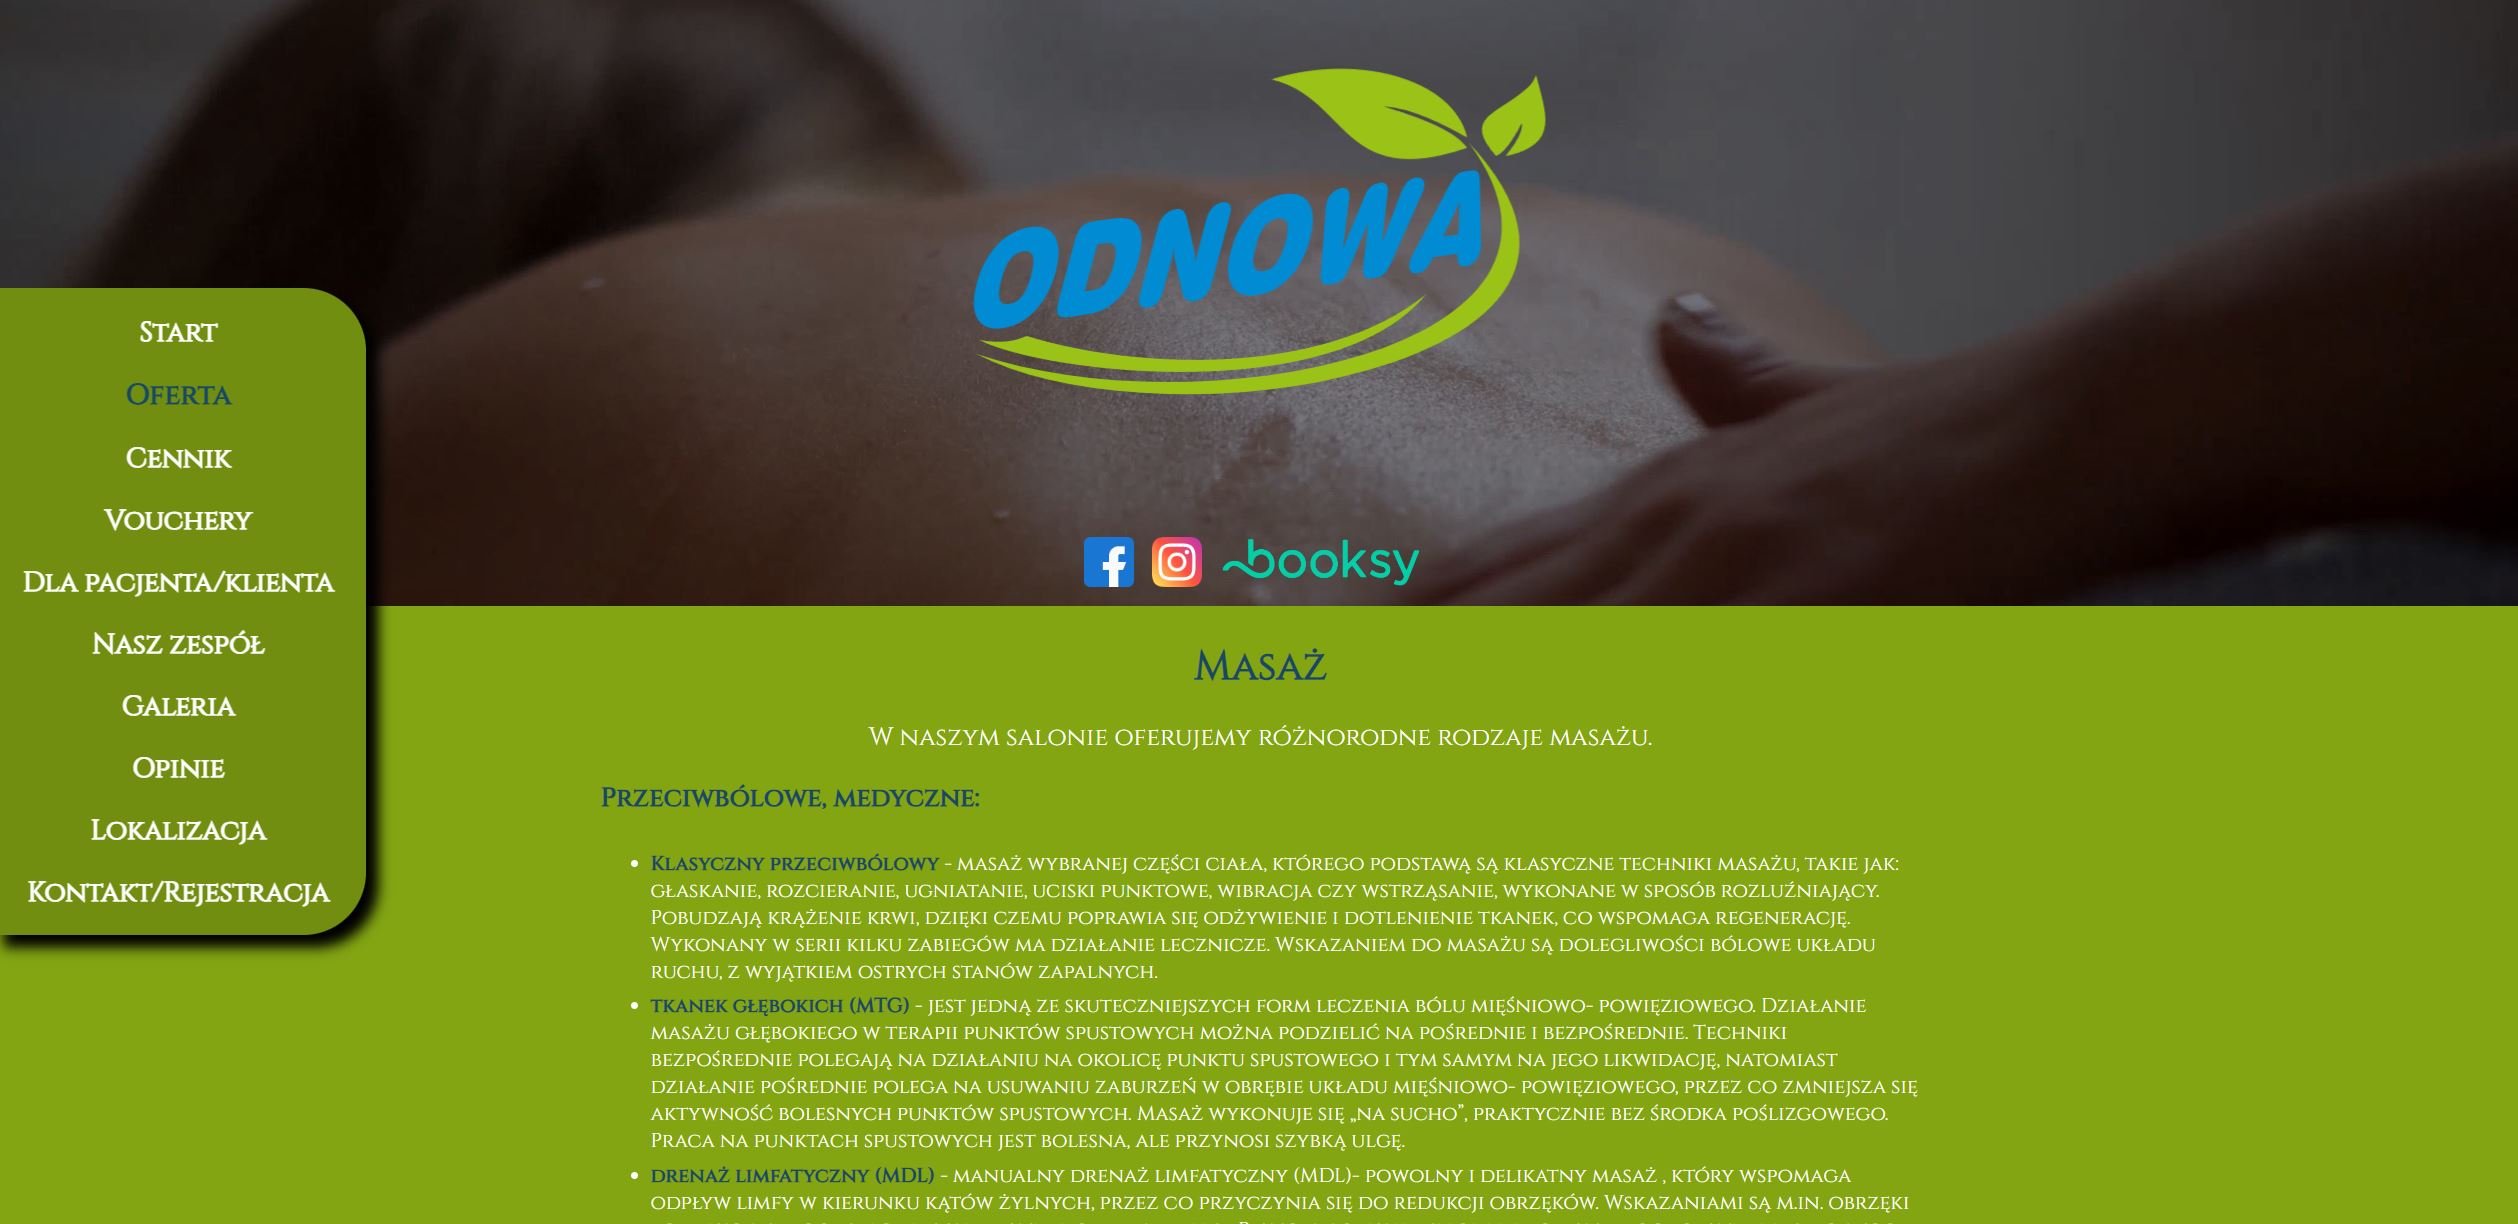 ODNOWA
booksy
Start
Oferta
Cennik
Vouchery
Dla pacjenta/klienta
Nasz zespół
Galeria
Opinie
Lokalizacja
Kontakt/Rejestracja
Masaż
W naszym salonie oferujemy różnorodne rodzaje masażu.
Przeciwbólowe, medyczne:
• Klasyczny przeciwbólowy - masaż wybranej części ciała, którego podstawą są klasyczne techniki masażu, takie jak:
głaskanie, rozcieranie, ugniatanie, uciski punktowe, wibracja czy wstrząsanie, wykonane w sposób rozluźniający.
Pobudzają krążenie krwi, dzięki czemu poprawia się odżywienie i dotlenienie tkanek, co wspomaga regenerację.
Wykonany w serii kilku zabiegów ma działanie lecznicze. Wskazaniem do masażu są dolegliwości bólowe układu
ruchu, z wyjątkiem ostrych stanów zapalnych.
• tkanek głębokich (MTG) - jest jedną ze skuteczniejszych form leczenia bólu mięśniowo- powięziowego. Działanie
masażu głębokiego w terapii punktów spustowych można podzielić na pośrednie i bezpośrednie. Techniki
bezpośrednie polegają na działaniu na okolicę punktu spustowego i tym samym na jego likwidację, natomiast
działanie pośrednie polega na usuwaniu zaburzeń w obrębie układu mięśniowo- powięziowego, przez co zmniejsza się
aktywność bolesnych punktów spustowych. Masaż wykonuje się „na sucho”, praktycznie bez środka poślizgowego.
Praca na punktach spustowych jest bolesna, ale przynosi szybką ulgę.
• drenaż limfatyczny (MDL) - manualny drenaż limfatyczny (MDL)- powolny i delikatny masaż , który wspomaga
odpływ limfy w kierunku kątów żylnych, przez co przyczynia się do redukcji obrzęków. Wskazaniami są m.in. obrzęki